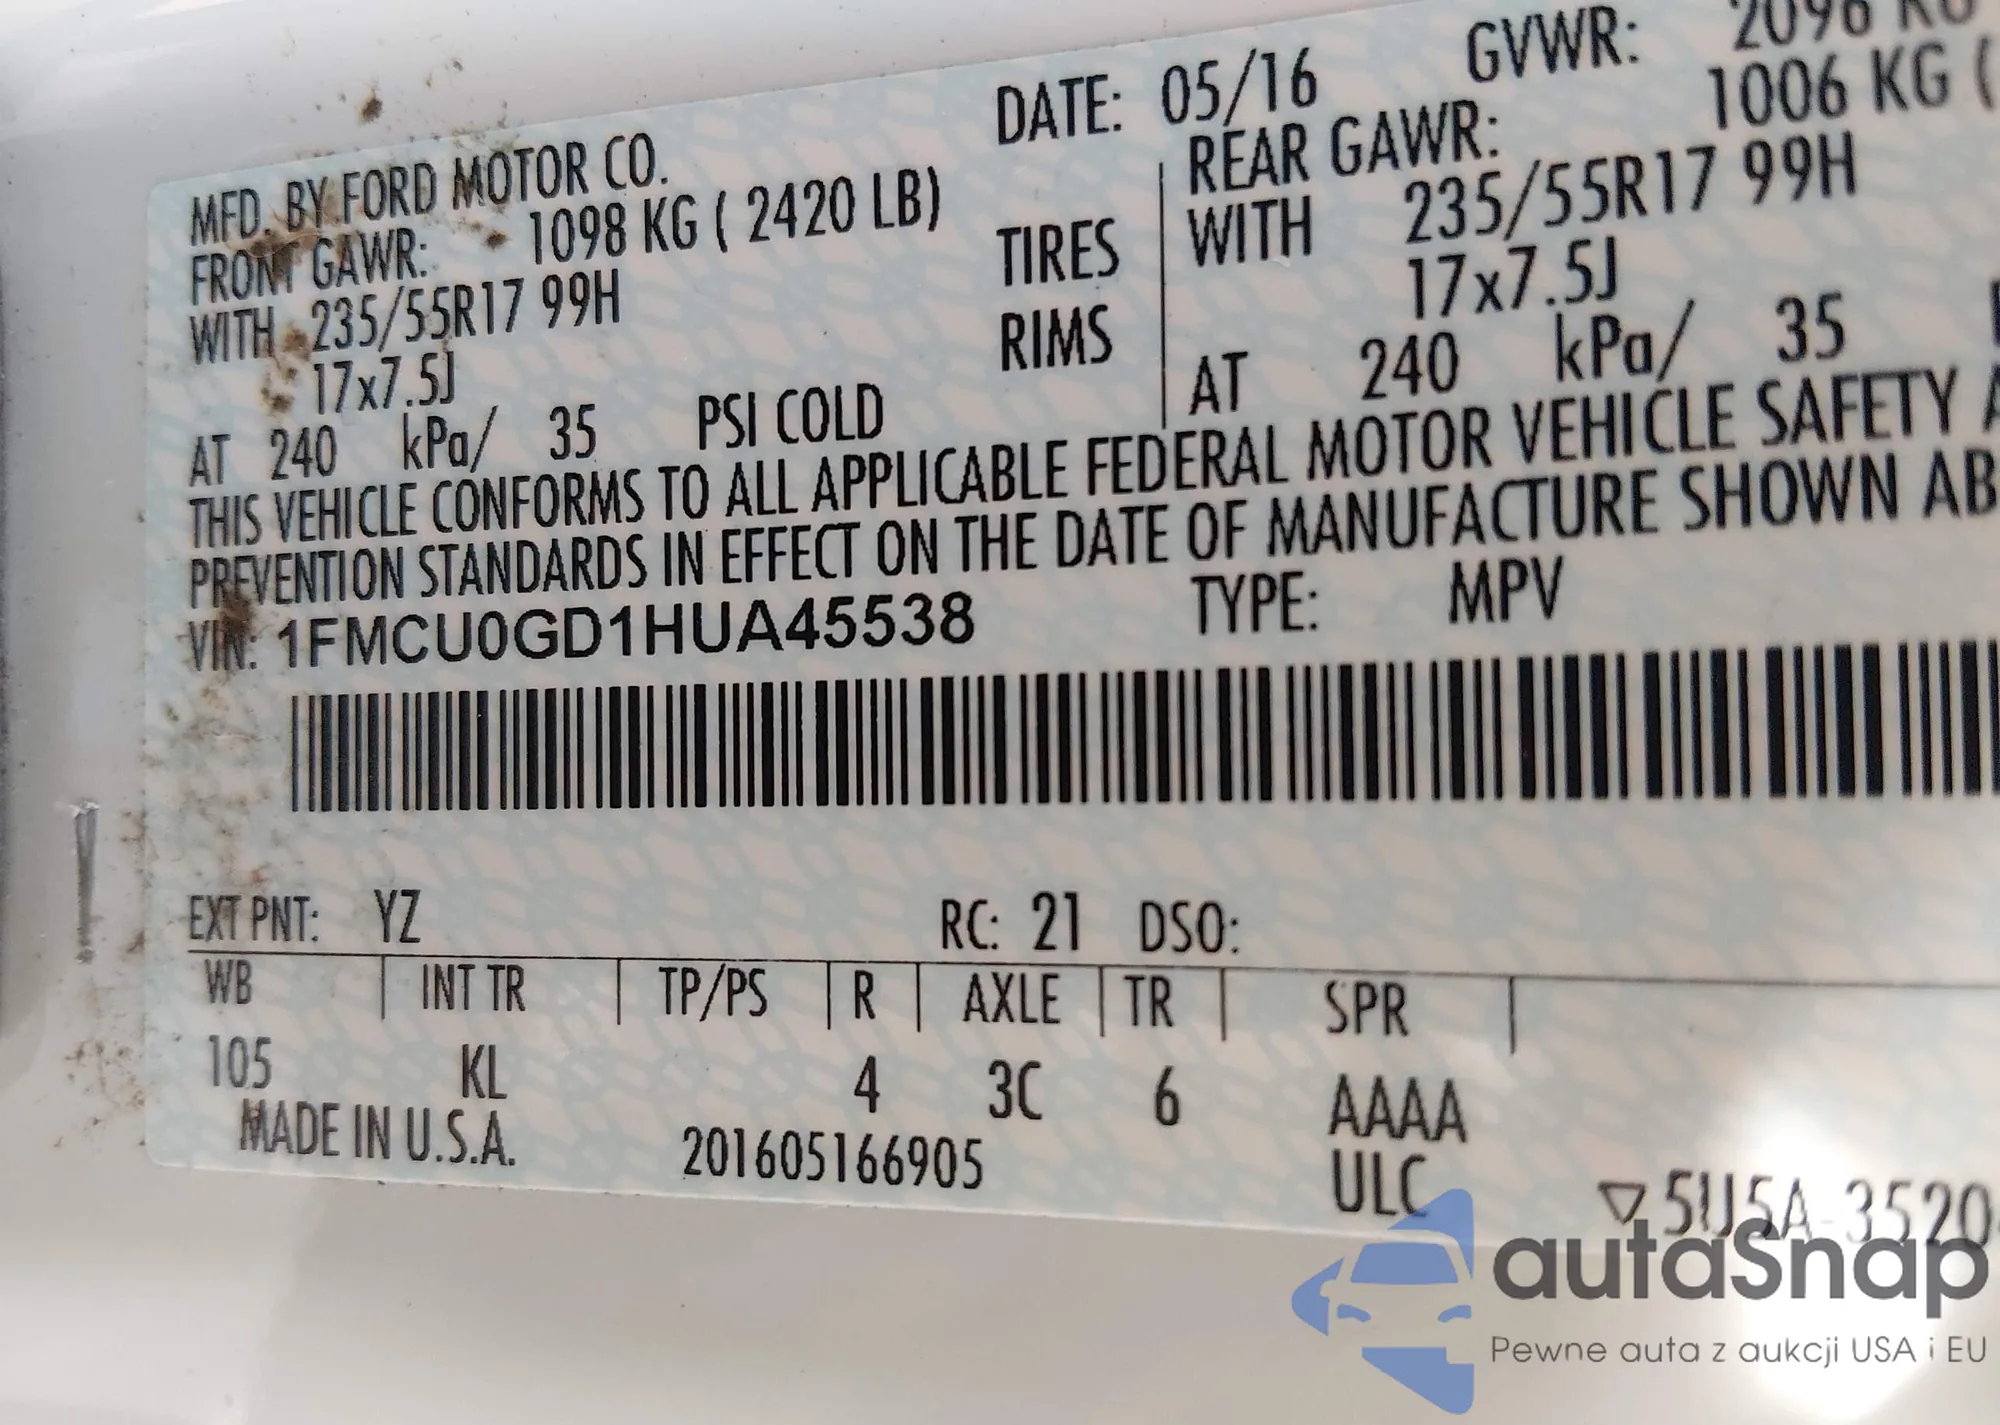 MFD. BY FORD MOTOR CO. DATE: 05/16 GVWR: 2096 KG
FRONT GAWR: 1098 KG ( 2420 LB) REAR GAWR: 1006 KG (
WITH 235/55R17 99H TIRES WITH 235/55R17 99H
17x7.5J RIMS 17x7.5J
AT 240 kPa/ 35 PSI COLD AT 240 kPa/ 35
THIS VEHICLE CONFORMS TO ALL APPLICABLE FEDERAL MOTOR VEHICLE SAFETY A
PREVENTION STANDARDS IN EFFECT ON THE DATE OF MANUFACTURE SHOWN AB
VIN: 1FMCU0GD1HUA45538 TYPE: MPV
EXT PNT: YZ RC: 21 DSO:
WB INT TR TP/PS R AXLE TR SPR
105 KL 4 3C 6 AAAA
MADE IN U.S.A. 201605166905 ULC
▽5U5A-3520
autaSnap
Pewne auta z aukcji USA i EU